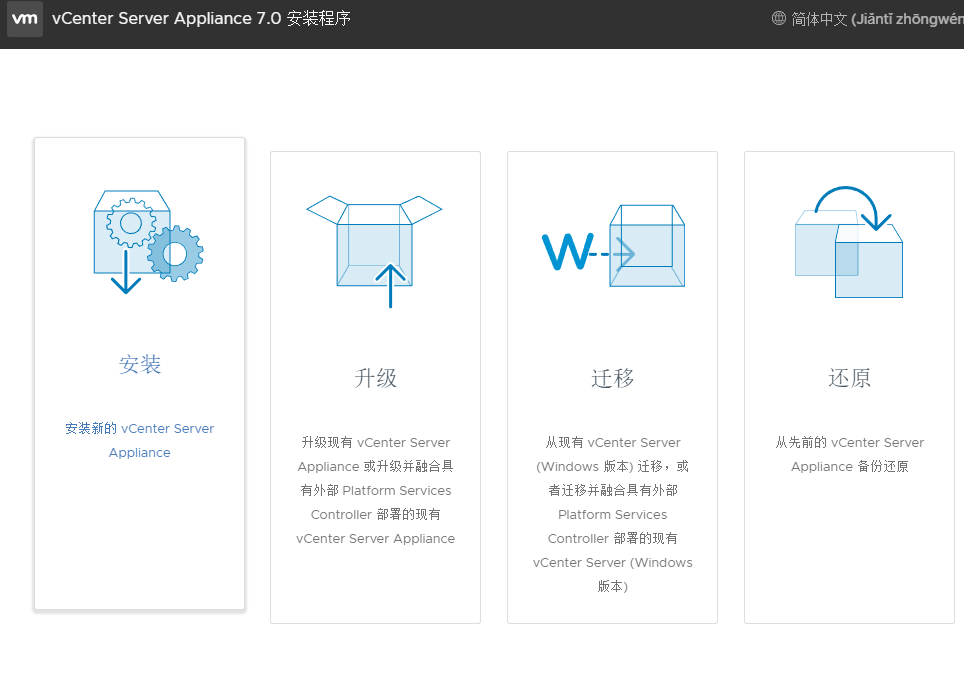 vm vCenter Server Appliance 7.0 安装程序
简体中文 (Jiǎntǐ zhōngwén
安装
安装新的 vCenter Server
Appliance
升级
升级现有 vCenter Server
Appliance 或升级并融合具
有外部 Platform Services
Controller 部署的现有
vCenter Server Appliance
W
迁移
从现有 vCenter Server
(Windows 版本) 迁移，或
者迁移并融合具有外部
Platform Services
Controller 部署的现有
vCenter Server (Windows
版本)
还原
从先前的 vCenter Server
Appliance 备份还原